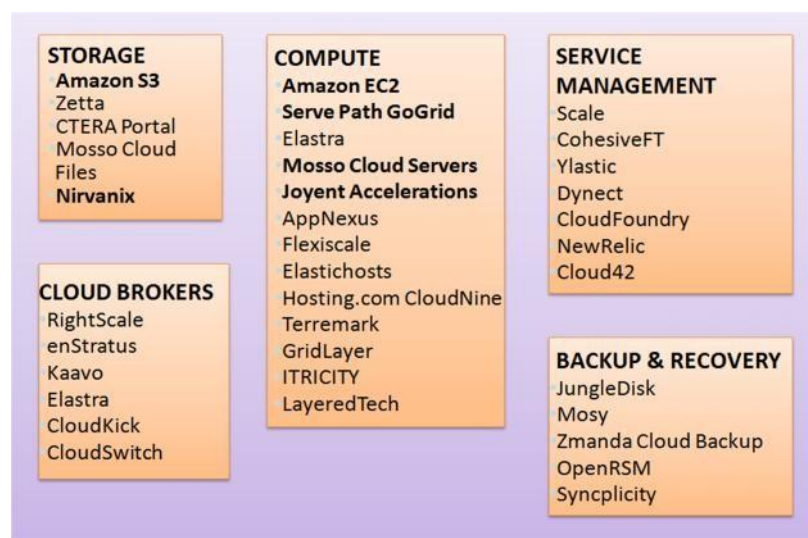 STORAGE
Amazon S3
Zetta
CTERA Portal
Mosso Cloud
Files
Nirvanix
CLOUD BROKERS
RightScale
enStratus
Kaavo
Elastra
CloudKick
CloudSwitch
COMPUTE
Amazon EC2
Serve Path GoGrid
Elastra
Mosso Cloud Servers
Joyent Accelerations
AppNexus
Flexiscale
Elastichosts
Hosting.com CloudNine
Terremark
GridLayer
ITRICITY
LayeredTech
SERVICE
MANAGEMENT
Scale
CohesiveFT
Ylastic
Dynect
CloudFoundry
NewRelic
Cloud42
BACKUP & RECOVERY
JungleDisk
Mosy
Zmanda Cloud Backup
OpenRSM
Syncplicity